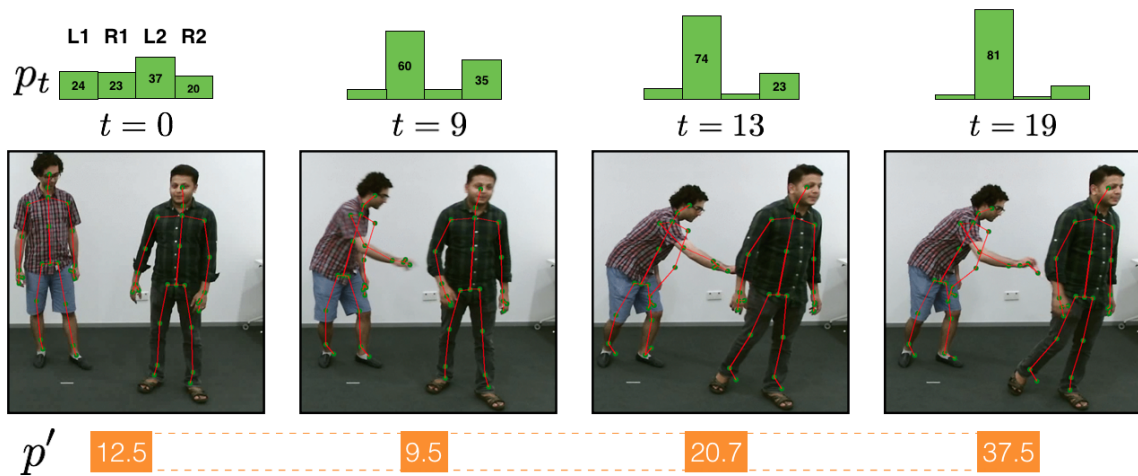 L1 R1 L2 R2
p_t 24 23 37 20 60 35 74 23 81
t = 0 t = 9 t = 13 t = 19
p′ 12.5 9.5 20.7 37.5